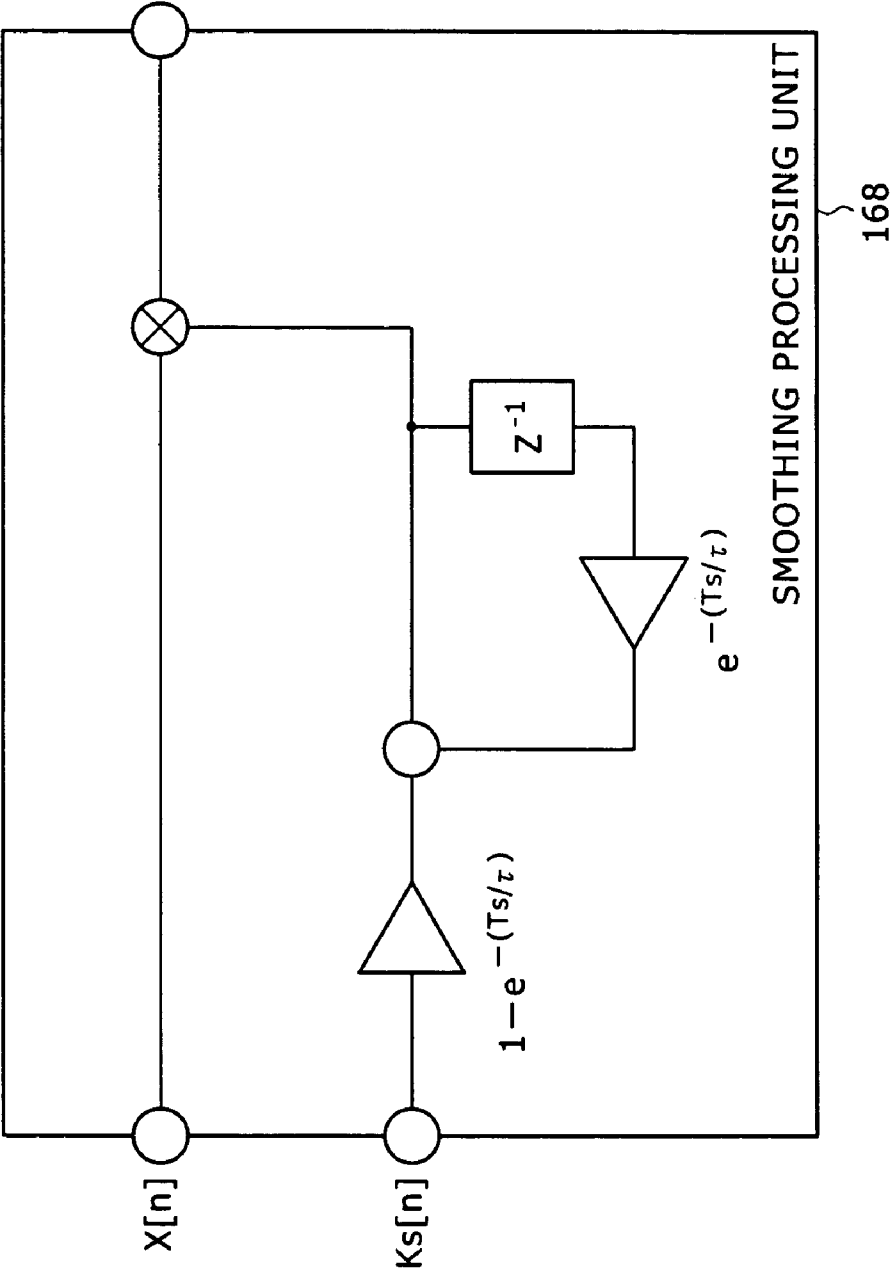 X[n]
Ks[n]
1−e−(Ts/τ)
Z-1
e−(Ts/τ)
SMOOTHING PROCESSING UNIT
168